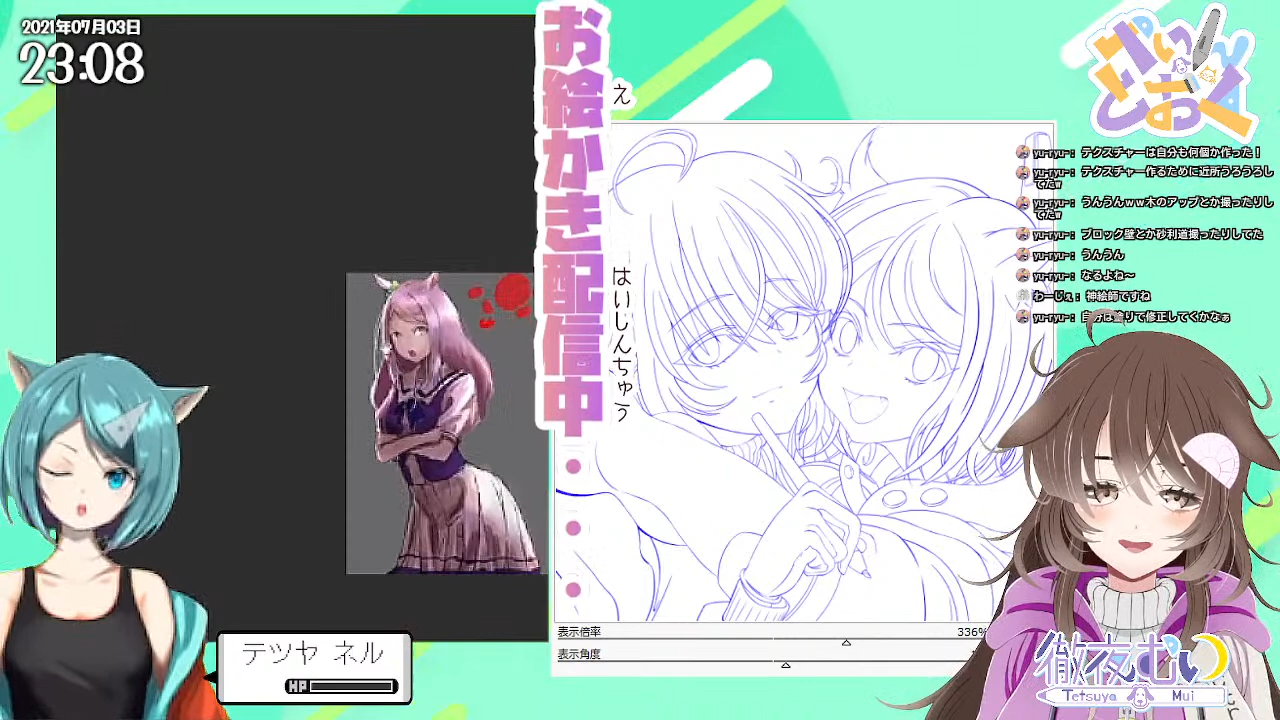 2021年07月03日
23:08
お絵かき配信中
え
はいしんちゅう
yu-ryu-: テクスチャーは自分も何個か作った！
yu-ryu-: テクスチャー作るために近所うろうろし
てたw
yu-ryu-: うんうんww木のアップとか撮ったりし
てたw
yu-ryu-: ブロック壁とか砂利道撮ったりしてた
yu-ryu-: うんうん
yu-ryu-: なるよね～
わーじぇ: 神絵師ですね
塗りて修正してくかなぁ
表示倍率
336%
表示角度
テツヤ ネル
HP
徹夜むい
Tetsuya Mui